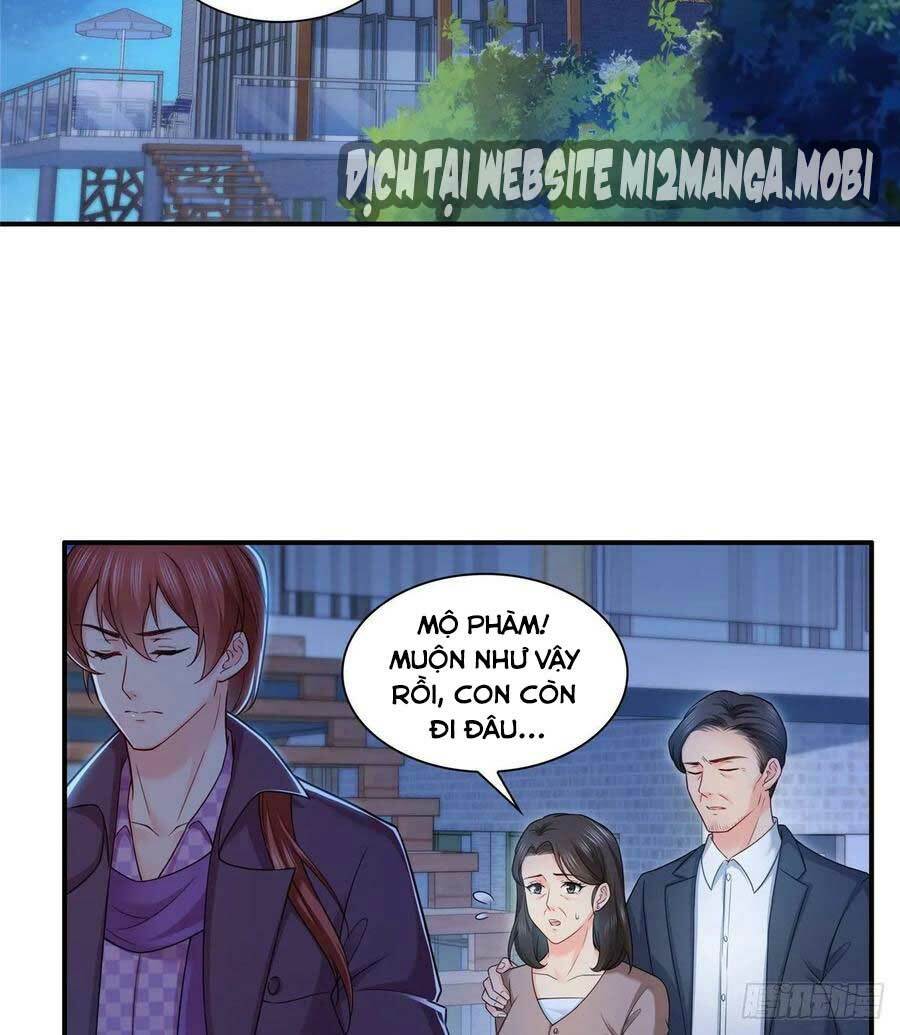 DỊCH TẠI WEBSITE MI2MANGA.MOBI
MỘ PHÀM!
MUỘN NHƯ VẬY
RỒI, CON CÒN
ĐI ĐÂU...